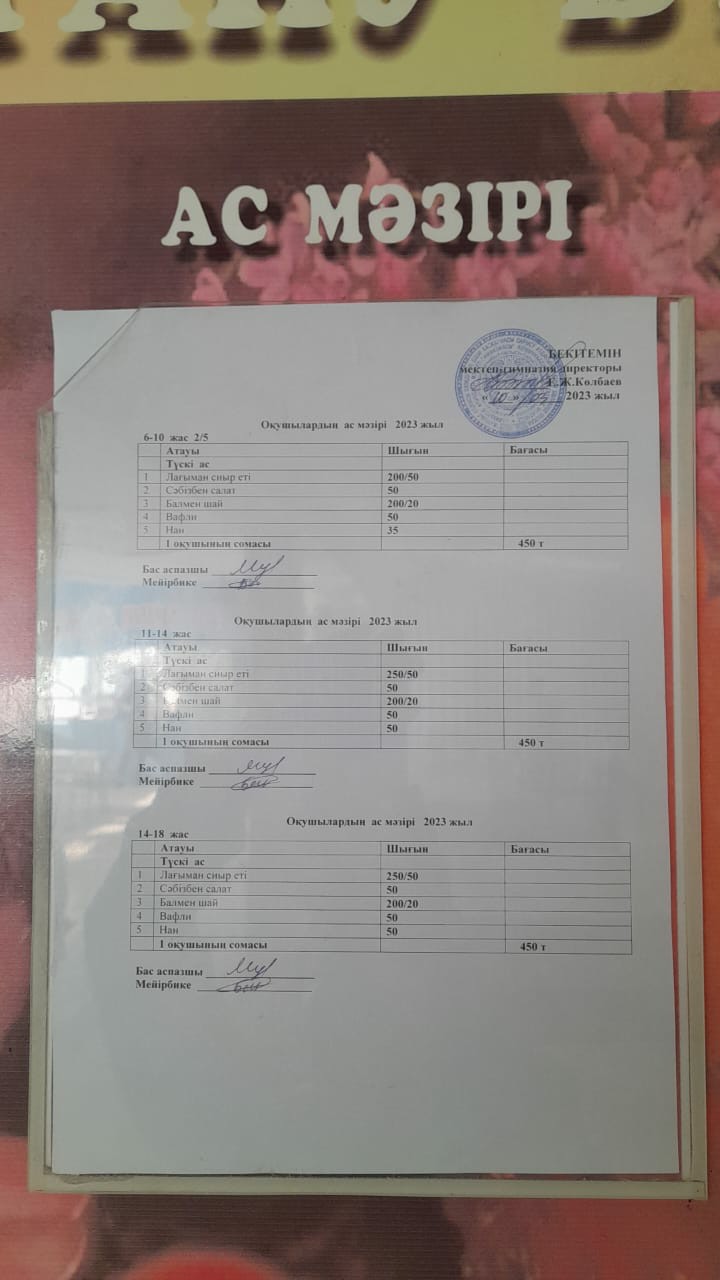 АС МӘЗІРІ
БЕКІТЕМІН
мектеп-гимназия директоры
Е.Ж.Көлбаев
« 10 » 03 2023 жыл
Оқушылардың ас мәзірі 2023 жыл
6-10 жас 2/5
Атауы Шығын Бағасы
Түскі ас
1 Лағыман сиыр еті 200/50
2 Сәбізбен салат 50
3 Балмен шай 200/20
4 Вафли 50
5 Нан 35
1 оқушының сомасы 450 т
Бас аспазшы
Мейірбике
Оқушылардың ас мәзірі 2023 жыл
11-14 жас
Атауы Шығын Бағасы
Түскі ас
1 Лағыман сиыр еті 250/50
2 Сәбізбен салат 50
3 Балмен шай 200/20
4 Вафли 50
5 Нан 50
1 оқушының сомасы 450 т
Бас аспазшы
Мейірбике
Оқушылардың ас мәзірі 2023 жыл
14-18 жас
Атауы Шығын Бағасы
Түскі ас
1 Лағыман сиыр еті 250/50
2 Сәбізбен салат 50
3 Балмен шай 200/20
4 Вафли 50
5 Нан 50
1 оқушының сомасы 450 т
Бас аспазшы
Мейірбике